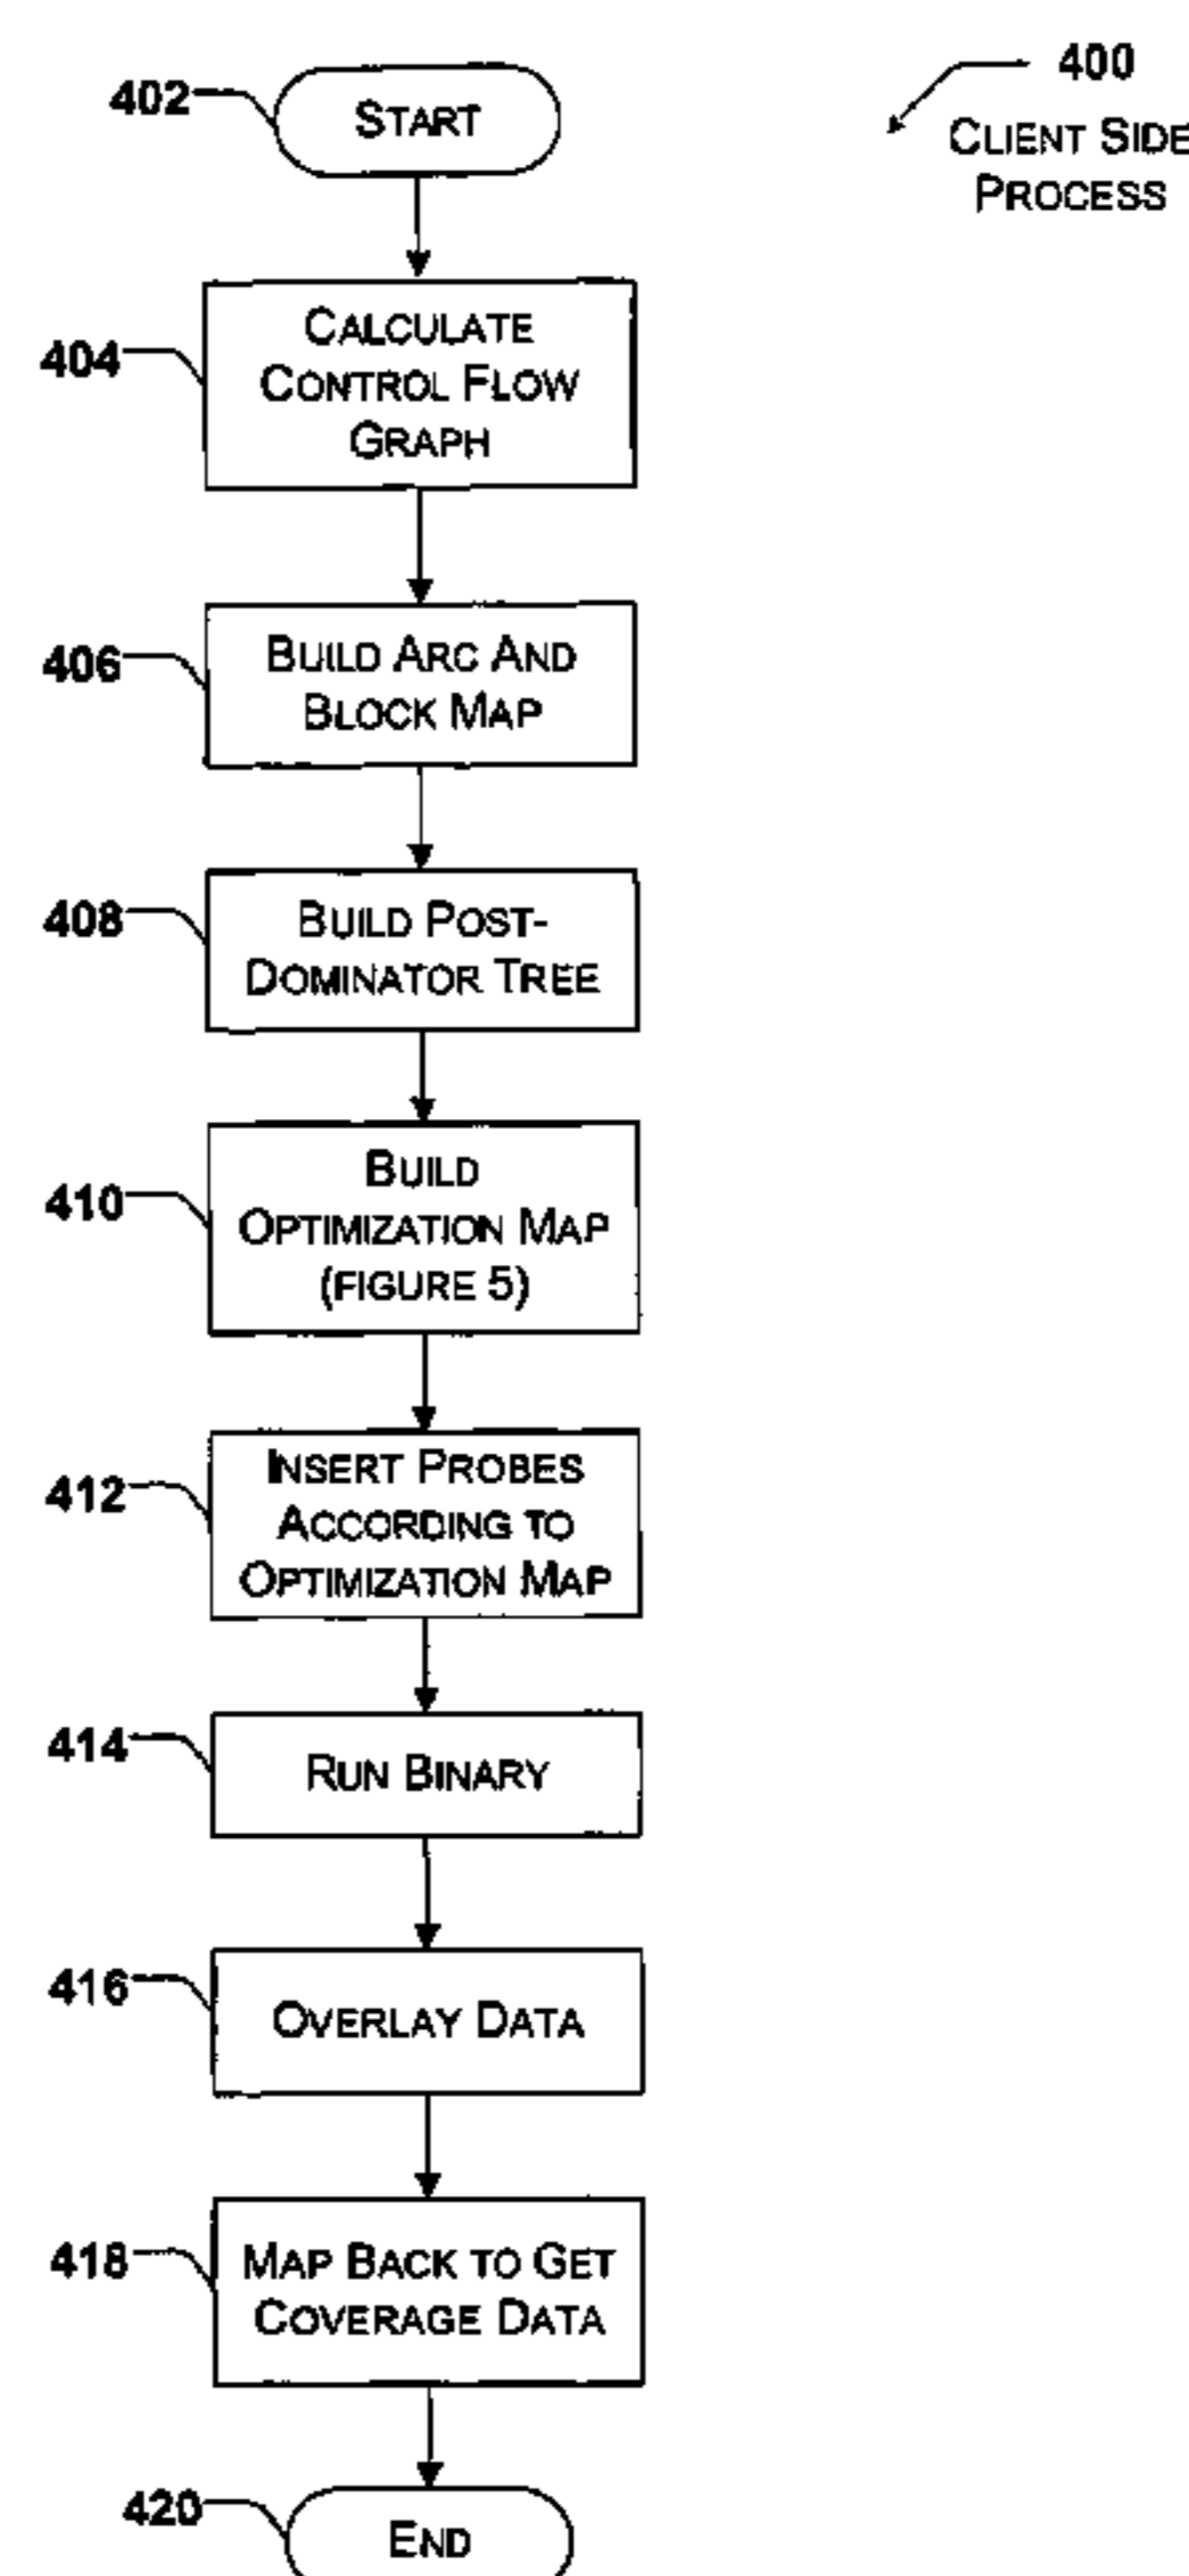 400
CLIENT SIDE
PROCESS
402
START
404
CALCULATE
CONTROL FLOW
GRAPH
406
BUILD ARC AND
BLOCK MAP
408
BUILD POST-
DOMINATOR TREE
410
BUILD
OPTIMIZATION MAP
(FIGURE 5)
412
INSERT PROBES
ACCORDING TO
OPTIMIZATION MAP
414
RUN BINARY
416
OVERLAY DATA
418
MAP BACK TO GET
COVERAGE DATA
420
END